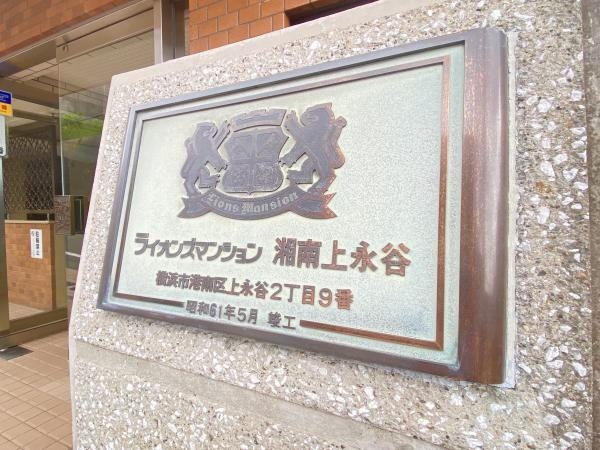 Lions Mansion
ライオンズマンション 湘南上永谷
横浜市港南区上永谷2丁目9番
昭和61年5月 竣工